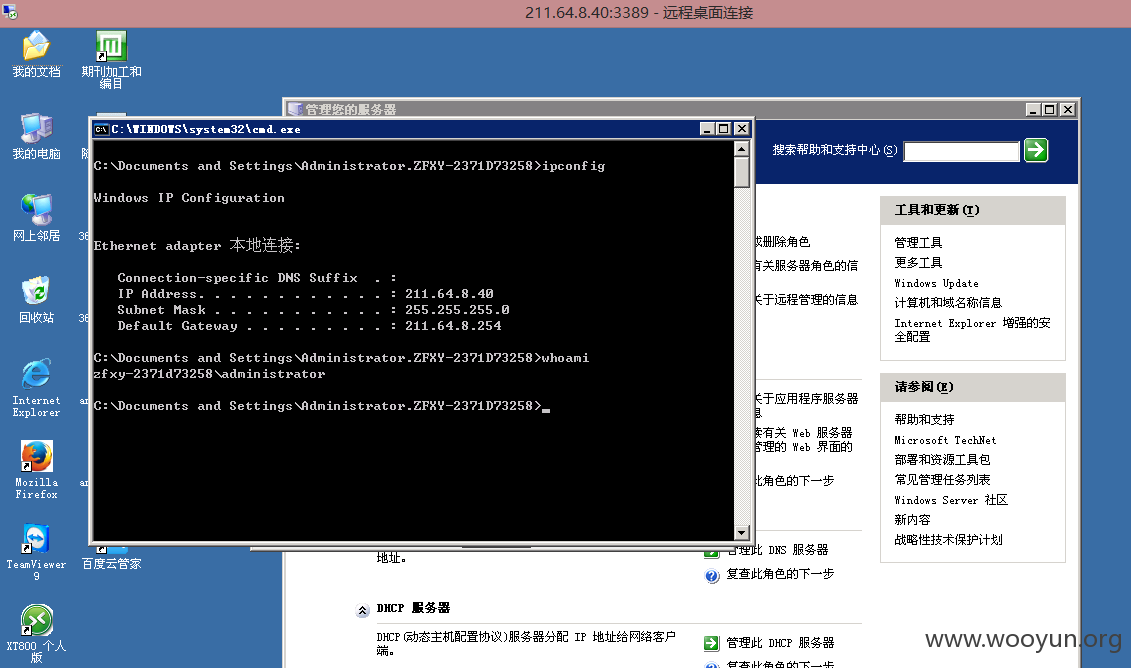 211.64.8.40:3389 - 远程桌面连接
我的文档
期刊加工和
编目
我的电脑
网上邻居
回收站
Internet
Explorer
Mozilla
Firefox
TeamViewer
9
百度云管家
XT800 个人
版
管理您的服务器
C:\WINDOWS\system32\cmd.exe
C:\Documents and Settings\Administrator.ZFXY-2371D73258>ipconfig
Windows IP Configuration
Ethernet adapter 本地连接:
Connection-specific DNS Suffix . :
IP Address. . . . . . . . . . . . : 211.64.8.40
Subnet Mask . . . . . . . . . . . : 255.255.255.0
Default Gateway . . . . . . . . . : 211.64.8.254
C:\Documents and Settings\Administrator.ZFXY-2371D73258>whoami
zfxy-2371d73258\administrator
C:\Documents and Settings\Administrator.ZFXY-2371D73258>
搜索帮助和支持中心(S)
或删除角色
有关服务器角色的信
关于远程管理的信息
关于应用程序服务器
息
读有关 Web 服务器
管理的 Web 界面的
此角色的下一步
工具和更新(T)
管理工具
更多工具
Windows Update
计算机和域名称信息
Internet Explorer 增强的安
全配置
请参阅(E)
帮助和支持
Microsoft TechNet
部署和资源工具包
常见管理任务列表
Windows Server 社区
新内容
战略性技术保护计划
地址。
管理此 DNS 服务器
复查此角色的下一步
DHCP 服务器
DHCP(动态主机配置协议)服务器分配 IP 地址给网络客户
端。
管理此 DHCP 服务器
复查此角色的下一步
www.wooyun.org